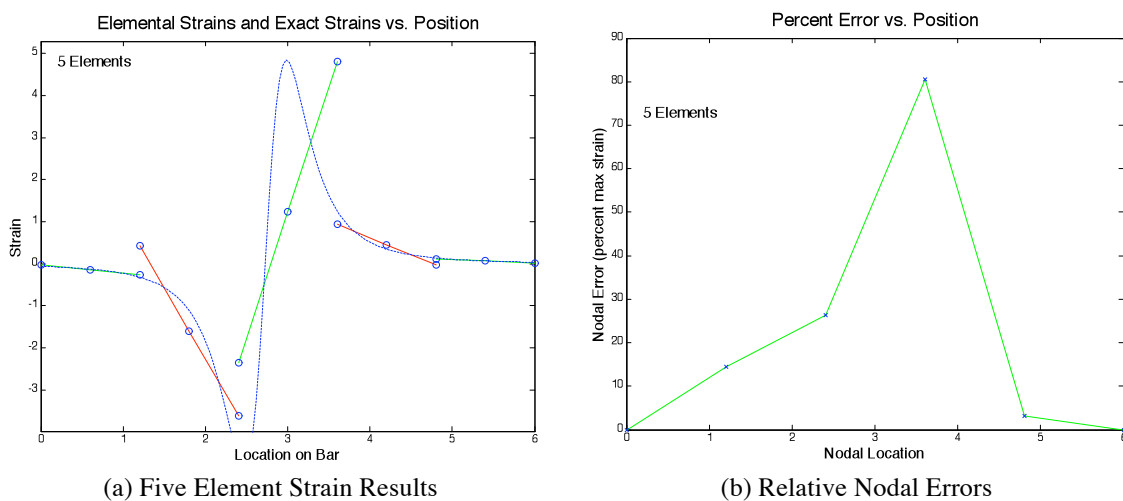 Elemental Strains and Exact Strains vs. Position
5 Elements
Strain
5
4
3
2
1
0
-1
-2
-3
0 1 2 3 4 5 6
Location on Bar
(a) Five Element Strain Results
Percent Error vs. Position
5 Elements
Nodal Error (percent max strain)
90
80
70
60
50
40
30
20
10
0
0 1 2 3 4 5 6
Nodal Location
(b) Relative Nodal Errors